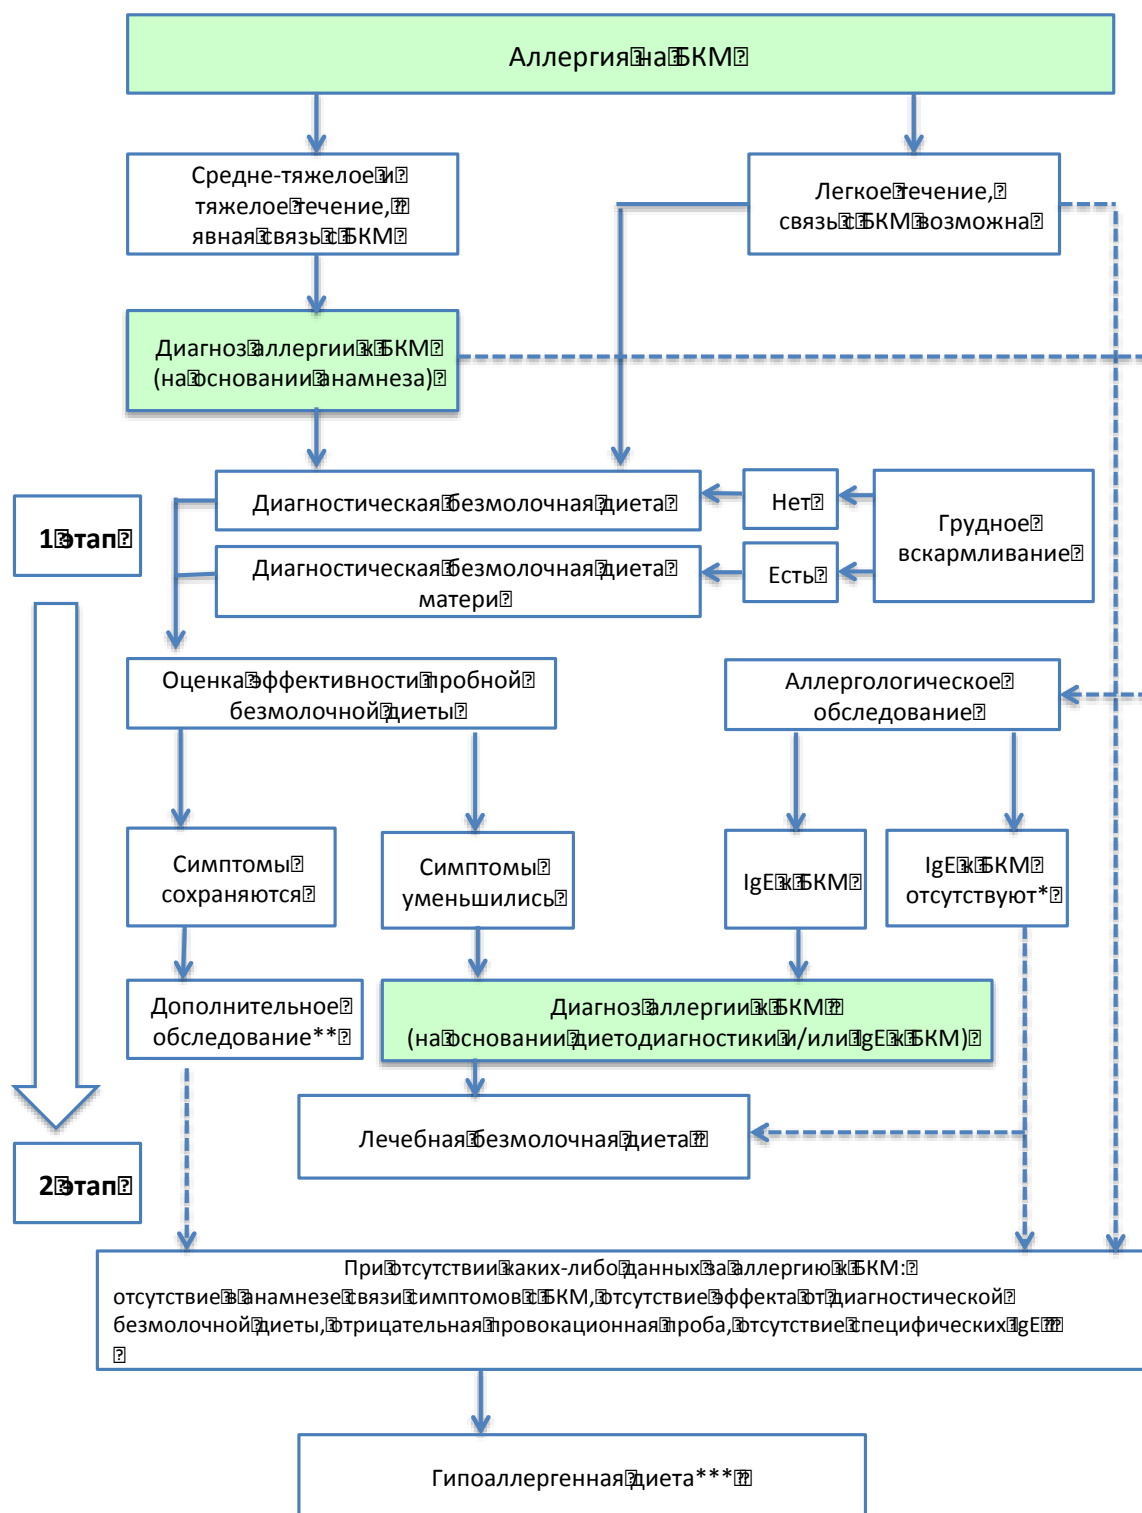 Аллергия на БКМ
Средне-тяжелое и
тяжелое течение,
явная связь с БКМ
Легкое течение,
связь с БКМ возможна
Диагноз аллергии к БКМ
(на основании анамнеза)
1 этап
Диагностическая безмолочная диета
Нет
Грудное
вскармливание
Диагностическая безмолочная диета
матери
Есть
Оценка эффективности пробной
безмолочной диеты
Аллергологическое
обследование
Симптомы
сохраняются
Симптомы
уменьшились
IgE к БКМ
IgE к БКМ
отсутствуют*
Дополнительное
обследование**
Диагноз аллергии к БКМ
(на основании диетодиагностики и/или IgE к БКМ)
Лечебная безмолочная диета
2 этап
При отсутствии каких-либо данных за аллергию к БКМ:
отсутствие в анамнезе связи симптомов с БКМ, отсутствие эффекта от диагностической
безмолочной диеты, отрицательная провокационная проба, отсутствие специфических IgE
Гипоаллергенная диета***